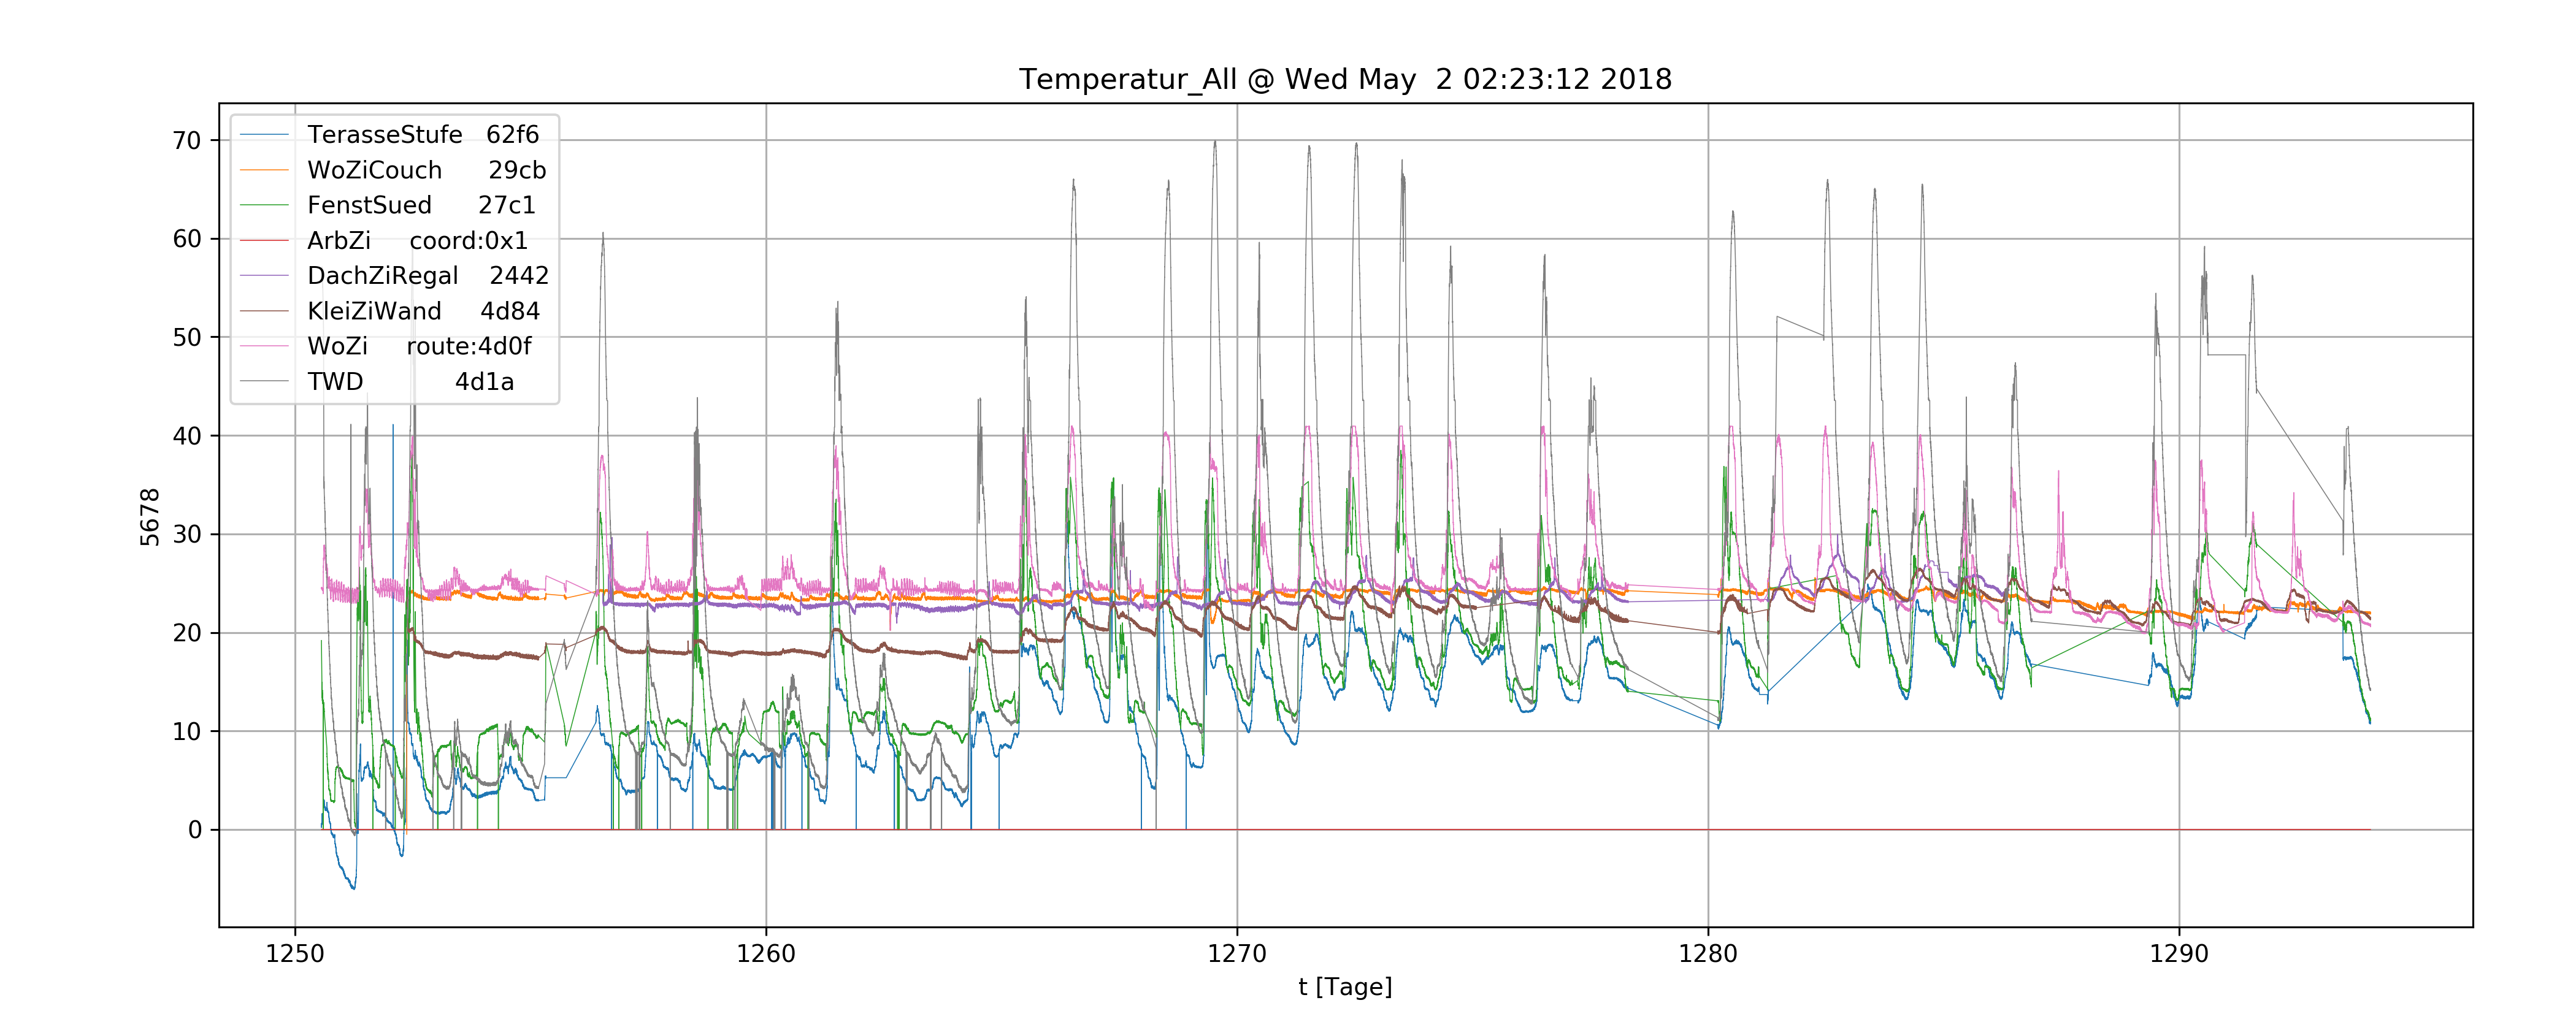 Temperatur_All @ Wed May  2 02:23:12 2018
70
60
50
40
30
20
10
0
5678
TerasseStufe   62f6
WoZiCouch      29cb
FenstSued      27c1
ArbZi     coord:0x1
DachZiRegal    2442
KleiZiWand     4d84
WoZi     route:4d0f
TWD            4d1a
1250 1260 1270 1280 1290
t [Tage]